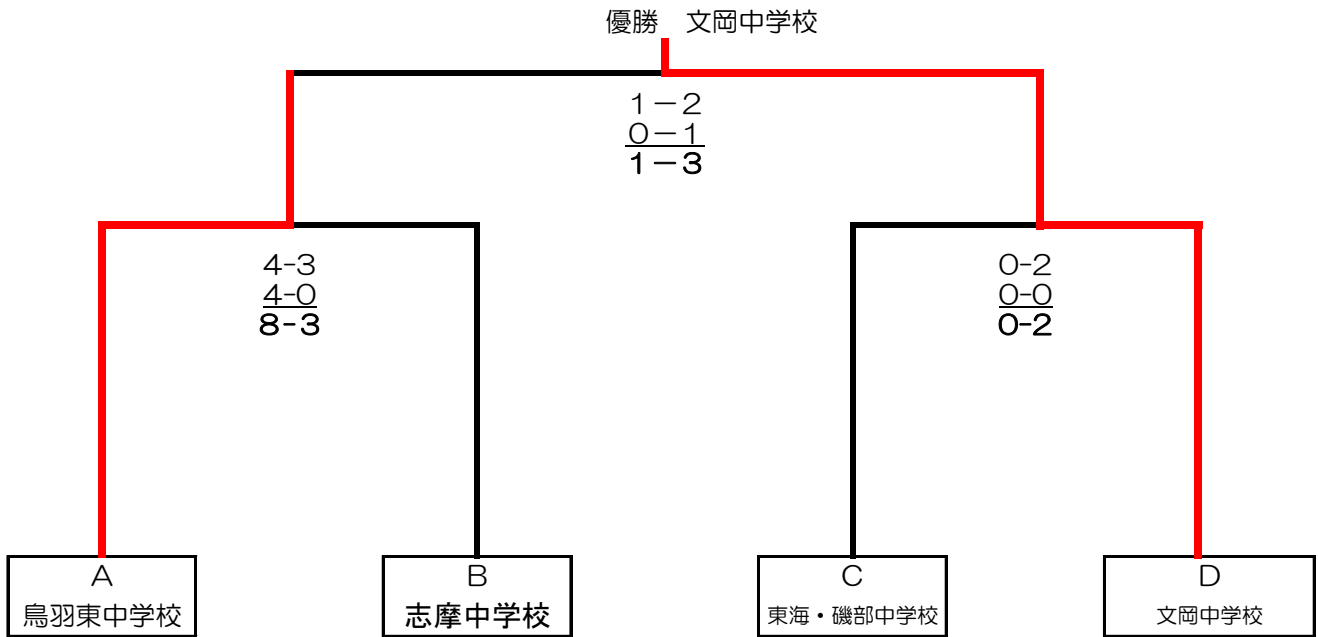 優勝　文岡中学校
１－２
０－１
１－３
4-3
4-0
8-3
0-2
0-0
0-2
A
鳥羽東中学校
B
志摩中学校
C
東海・磯部中学校
D
文岡中学校